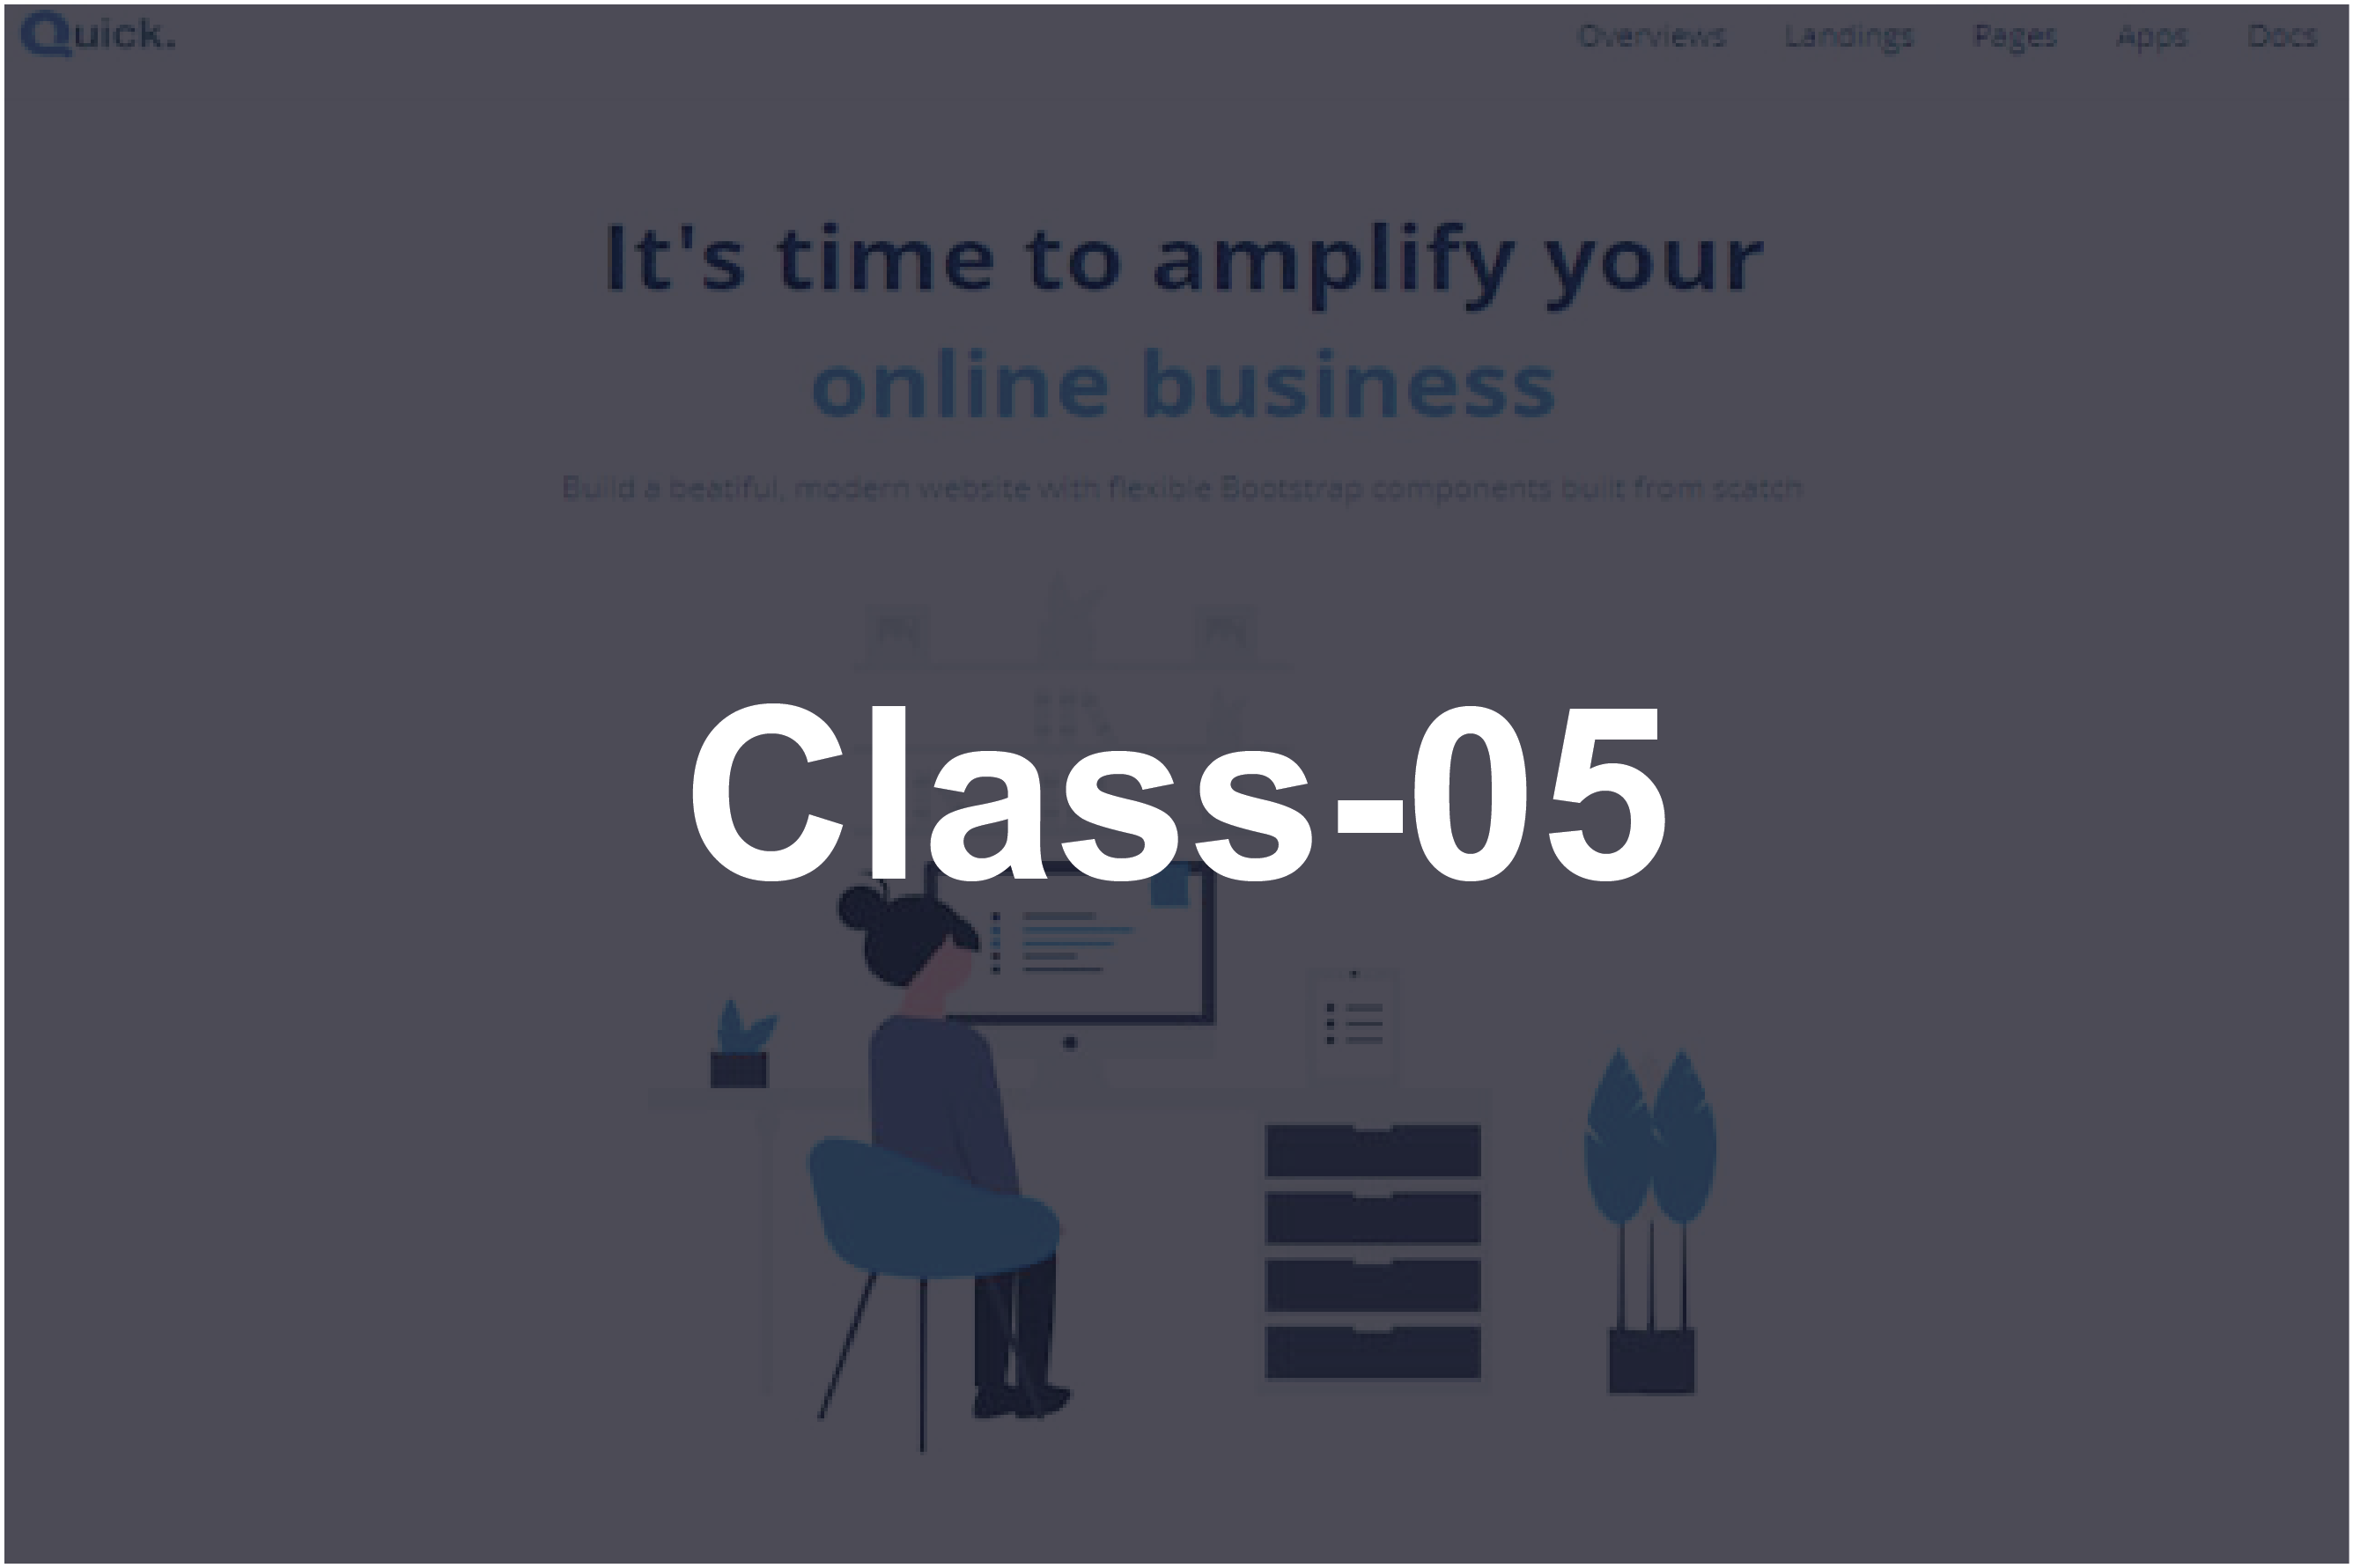 Quick.
Overviews Landings Pages Apps Docs
It's time to amplify your
online business
Build a beatiful, modern website with flexible Bootstrap components built from scatch
Class-05